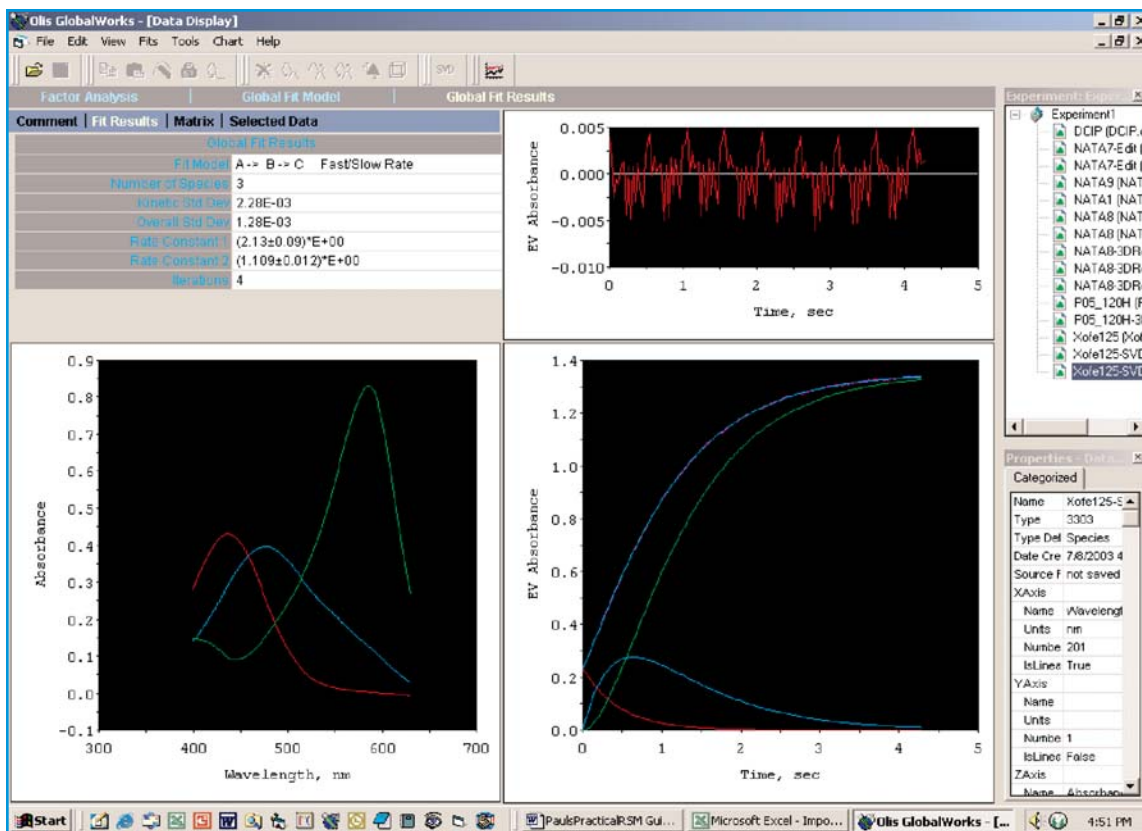 Olis GlobalWorks - [Data Display]
File Edit View Fits Tools Chart Help
SVD
Factor Analysis | Global Fit Model | Global Fit Results
Comment | Fit Results | Matrix | Selected Data
Global Fit Results
Fit Model A -> B -> C Fast/Slow Rate
Number of Species 3
Kinetic Std Dev 2.28E-03
Overall Std Dev 1.28E-03
Rate Constant 1 (2.13±0.09)*E+00
Rate Constant 2 (1.109±0.012)*E+00
Iterations 4
EV Absorbance
0.005
0.000
-0.005
-0.010
0 1 2 3 4 5
Time, sec
Absorbance
0.9
0.8
0.7
0.6
0.5
0.4
0.3
0.2
0.1
0.0
-0.1
300 400 500 600 700
Wavelength, nm
EV Absorbance
1.4
1.2
1.0
0.8
0.6
0.4
0.2
0.0
0 1 2 3 4 5
Time, sec
Experiment: Exper...
Experiment1
DCIP (DCIP.
NATA7-Edit (
NATA7-Edit (
NATA9 (NAT
NATA1 (NAT
NATA8 (NAT
NATA8 (NAT
NATA8-3DR
NATA8-3DR
NATA8-3DR
P05_120H (F
P05_120H-3
Xofe125 (Xof
Xofe125-SVD
Xofe125-SVD
Properties - Data...
Categorized
Name Xofe125-S
Type 3303
Type Del Species
Date Cre 7/8/2003 4
Source F not saved
XAxis
Name Wavelengt
Units nm
Numbe 201
IsLinea True
YAxis
Name
Units
Numbe 1
IsLinea False
ZAxis
Name Absorban
Start
PaulsPracticalRSM Gui...
Microsoft Excel - Impo...
Olis GlobalWorks - [...
4:51 PM